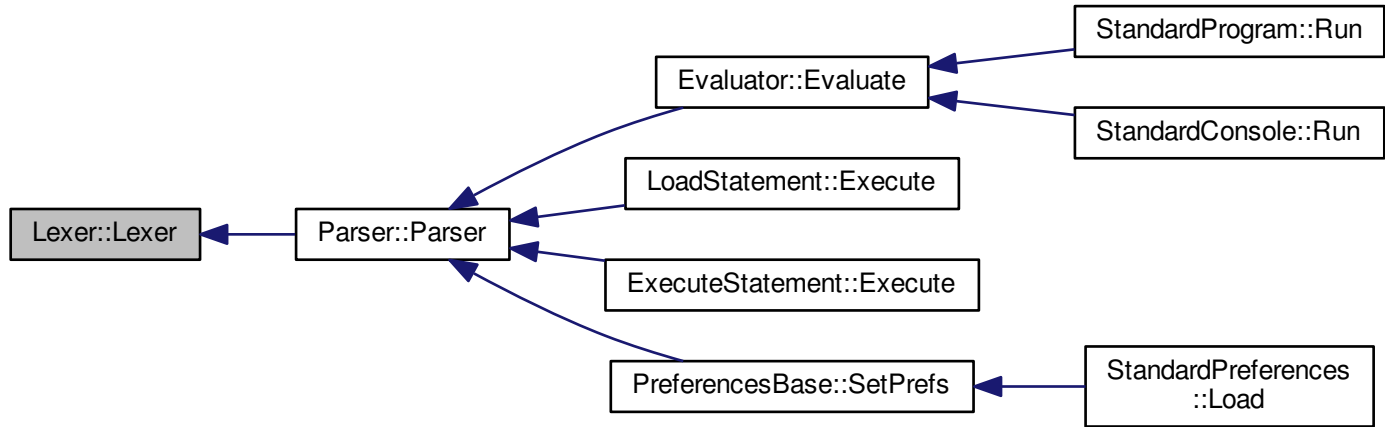 Lexer::Lexer
Parser::Parser
Evaluator::Evaluate
StandardProgram::Run
StandardConsole::Run
LoadStatement::Execute
ExecuteStatement::Execute
PreferencesBase::SetPrefs
StandardPreferences
::Load